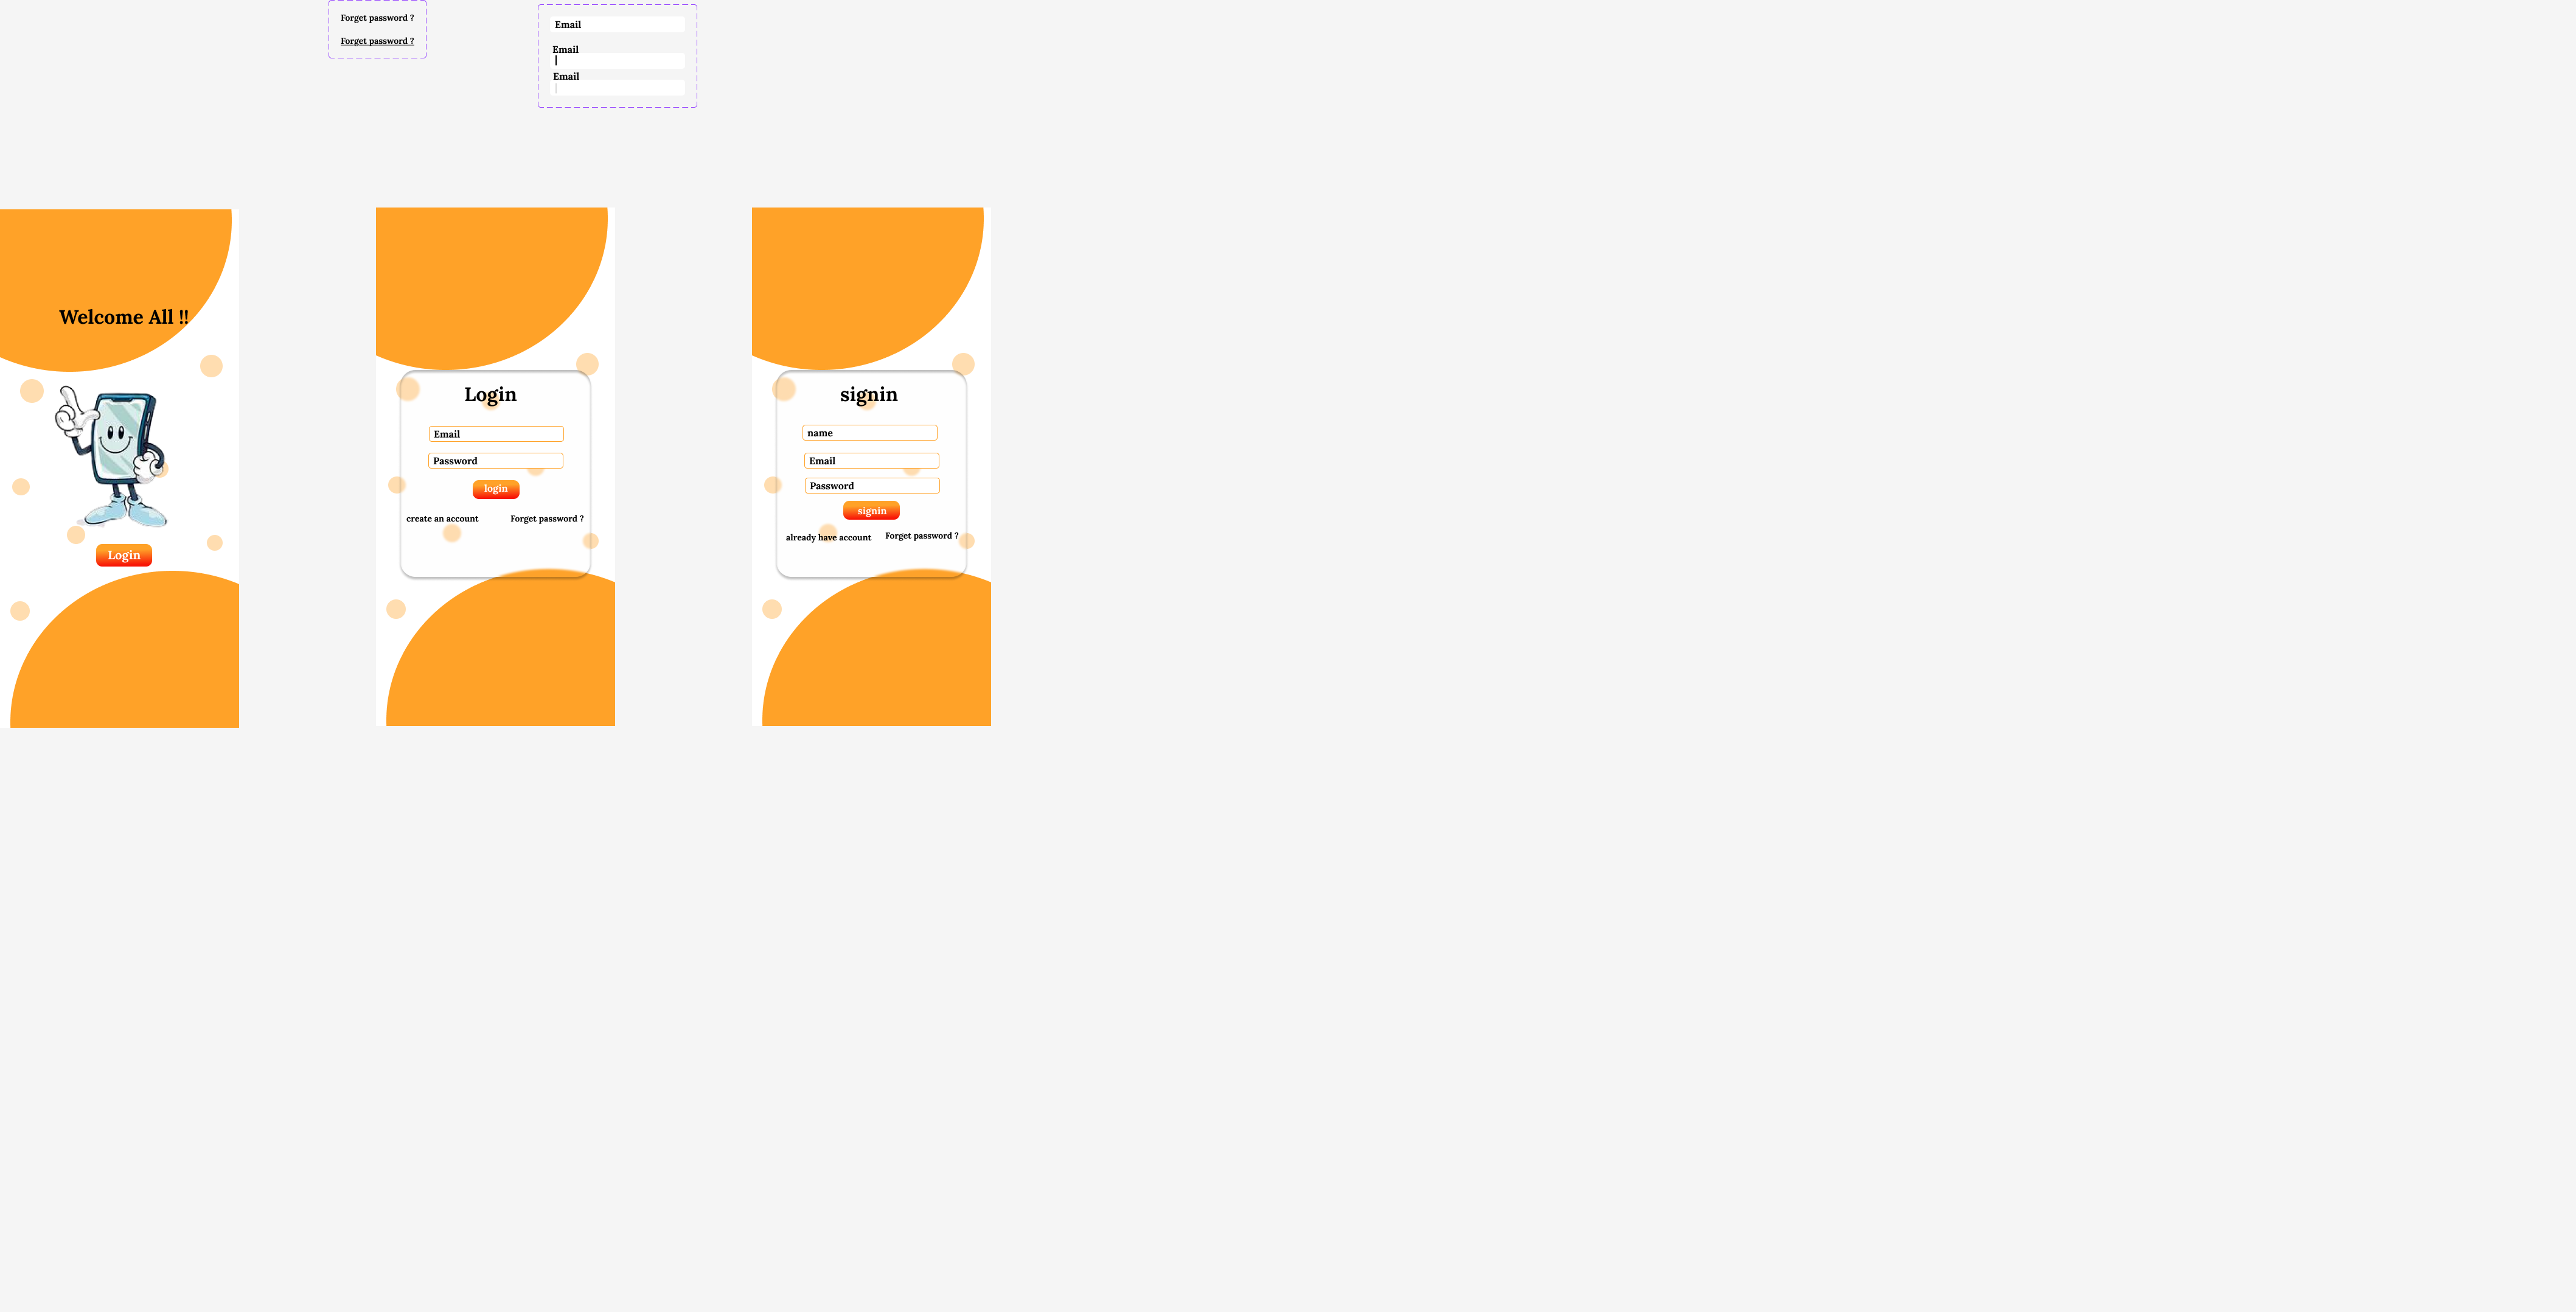 Forget password ?
Forget password ?
Email
Email
Email
Welcome All !!
Login
Login
Email
Password
login
create an account
Forget password ?
signin
name
Email
Password
signin
already have account
Forget password ?